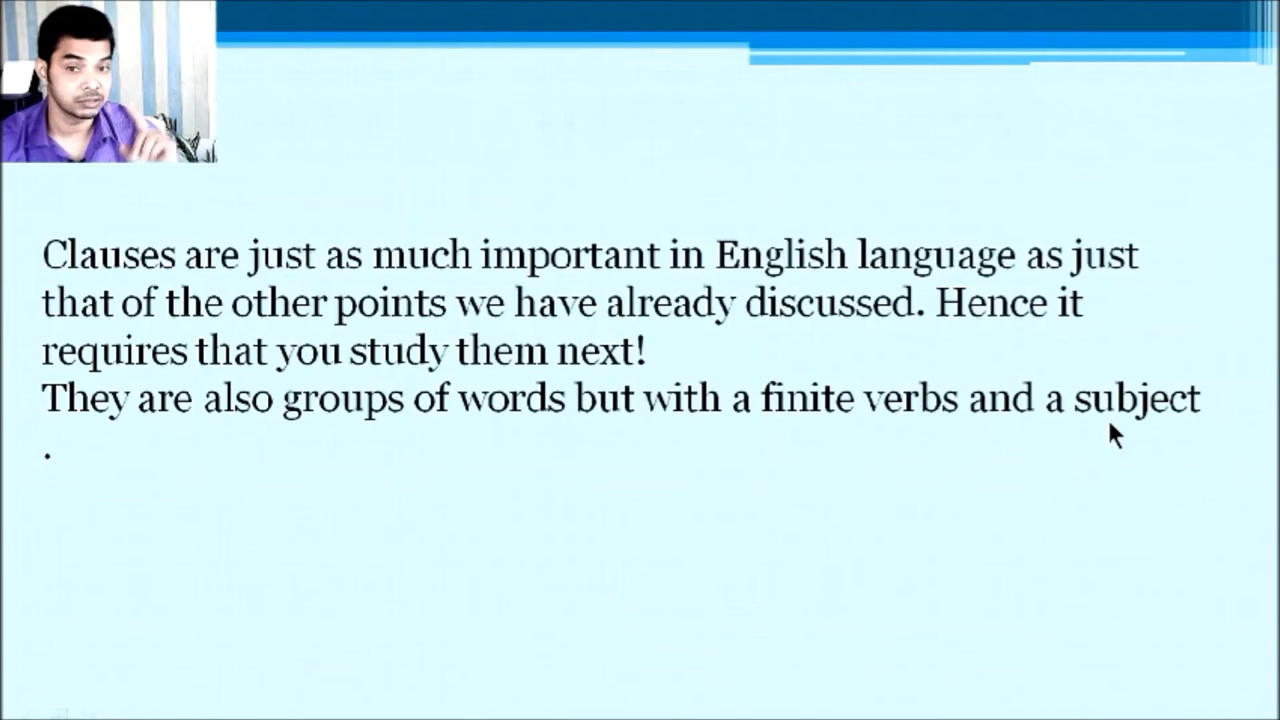 Clauses are just as much important in English language as just
that of the other points we have already discussed. Hence it
requires that you study them next!
They are also groups of words but with a finite verbs and a subject
.